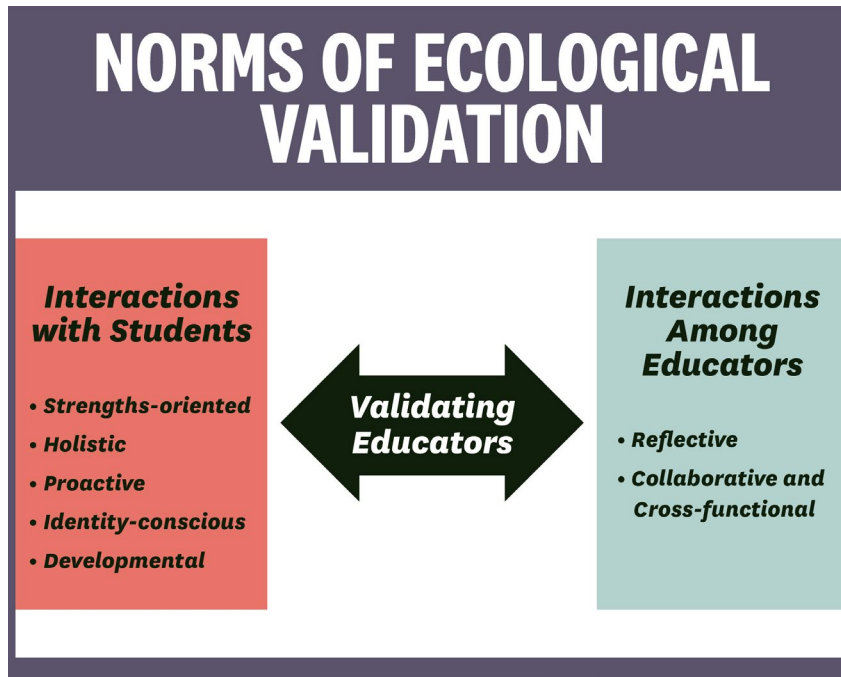 NORMS OF ECOLOGICAL
VALIDATION
Interactions
with Students
• Strengths-oriented
• Holistic
• Proactive
• Identity-conscious
• Developmental
Validating
Educators
Interactions
Among
Educators
• Reflective
• Collaborative and
Cross-functional